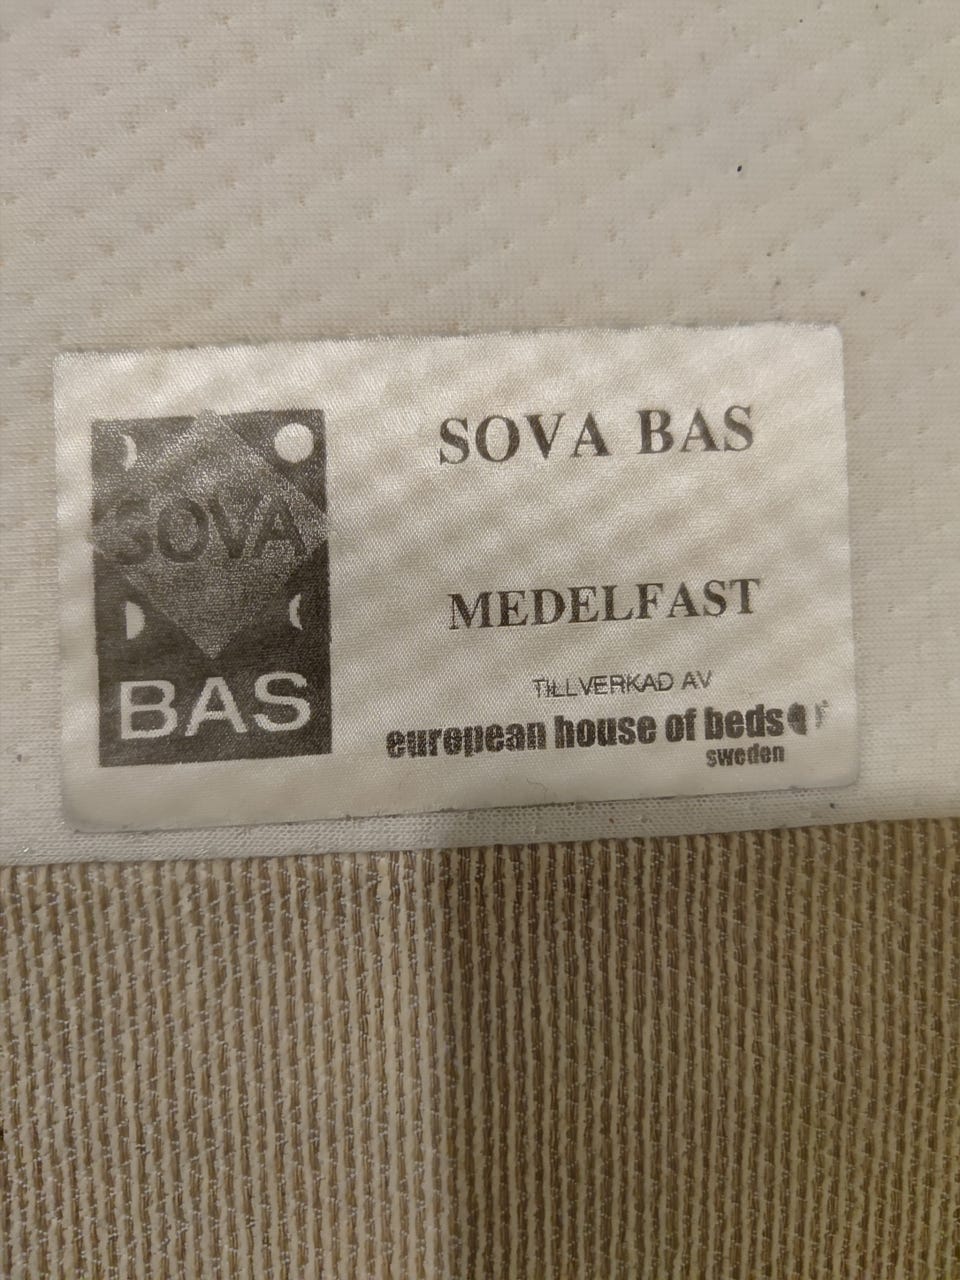 SOVA
BAS
SOVA BAS
MEDELFAST
TILLVERKAD AV
european house of beds
sweden